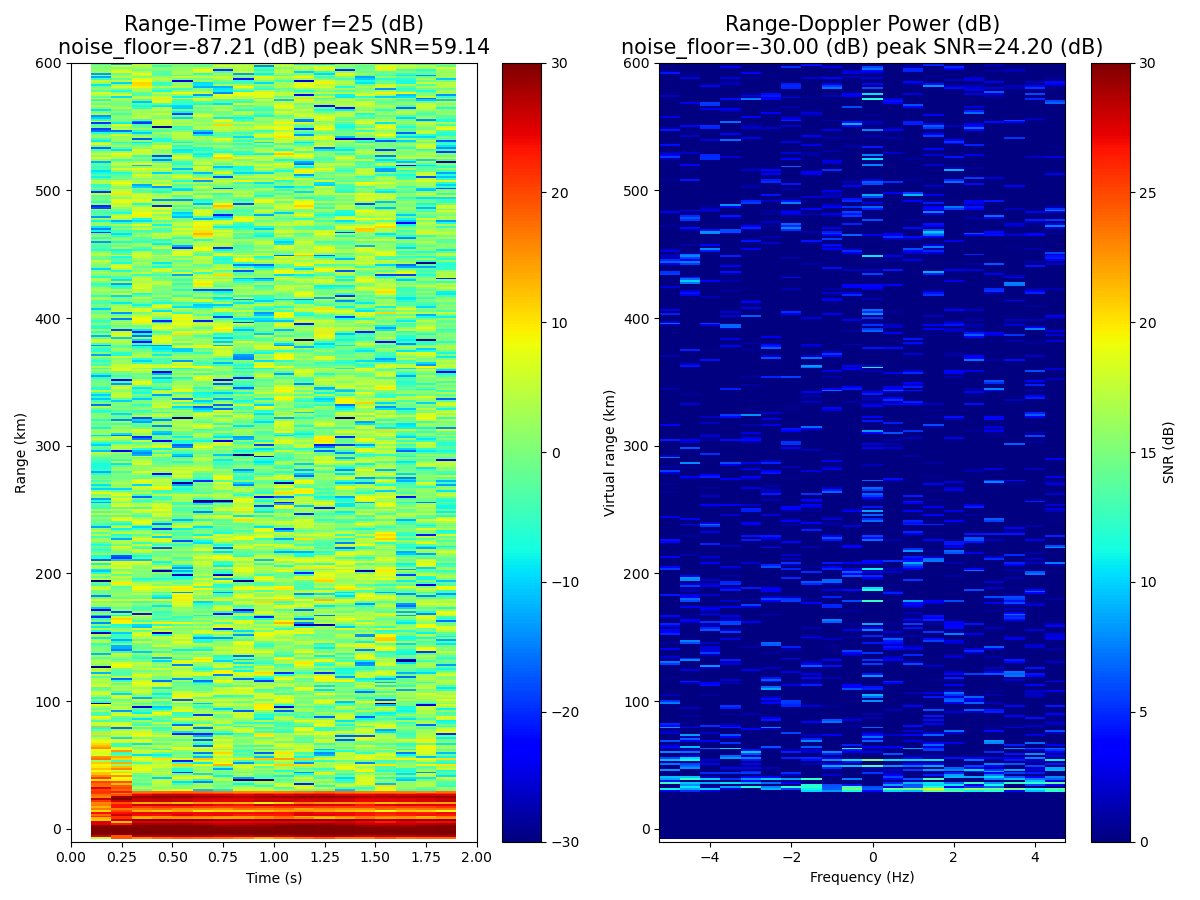 Range-Time Power f=25 (dB)
noise_floor=-87.21 (dB) peak SNR=59.14
600
500
400
300
200
100
0
Range (km)
0.00 0.25 0.50 0.75 1.00 1.25 1.50 1.75 2.00
Time (s)
30
20
10
0
−10
−20
−30
Range-Doppler Power (dB)
noise_floor=-30.00 (dB) peak SNR=24.20 (dB)
600
500
400
300
200
100
0
Virtual range (km)
−4 −2 0 2 4
Frequency (Hz)
30
25
20
15
10
5
0
SNR (dB)